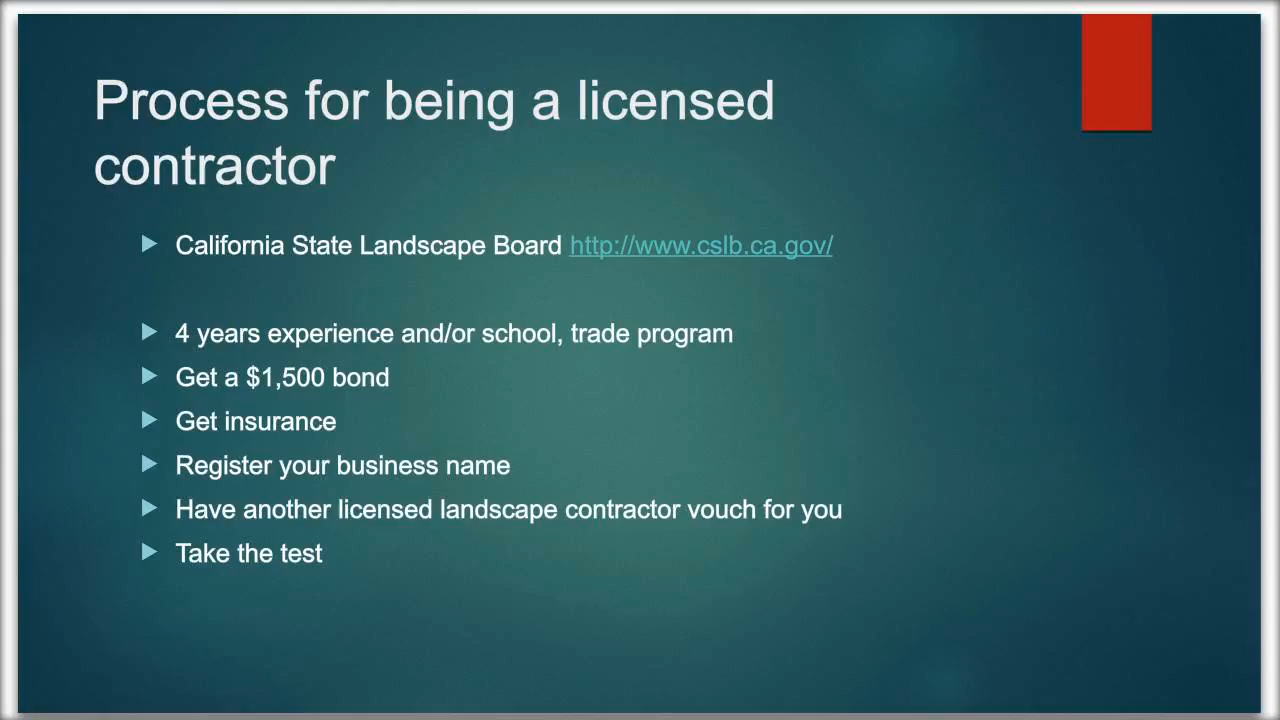 Process for being a licensed
contractor
California State Landscape Board http://www.cslb.ca.gov/
4 years experience and/or school, trade program
Get a $1,500 bond
Get insurance
Register your business name
Have another licensed landscape contractor vouch for you
Take the test